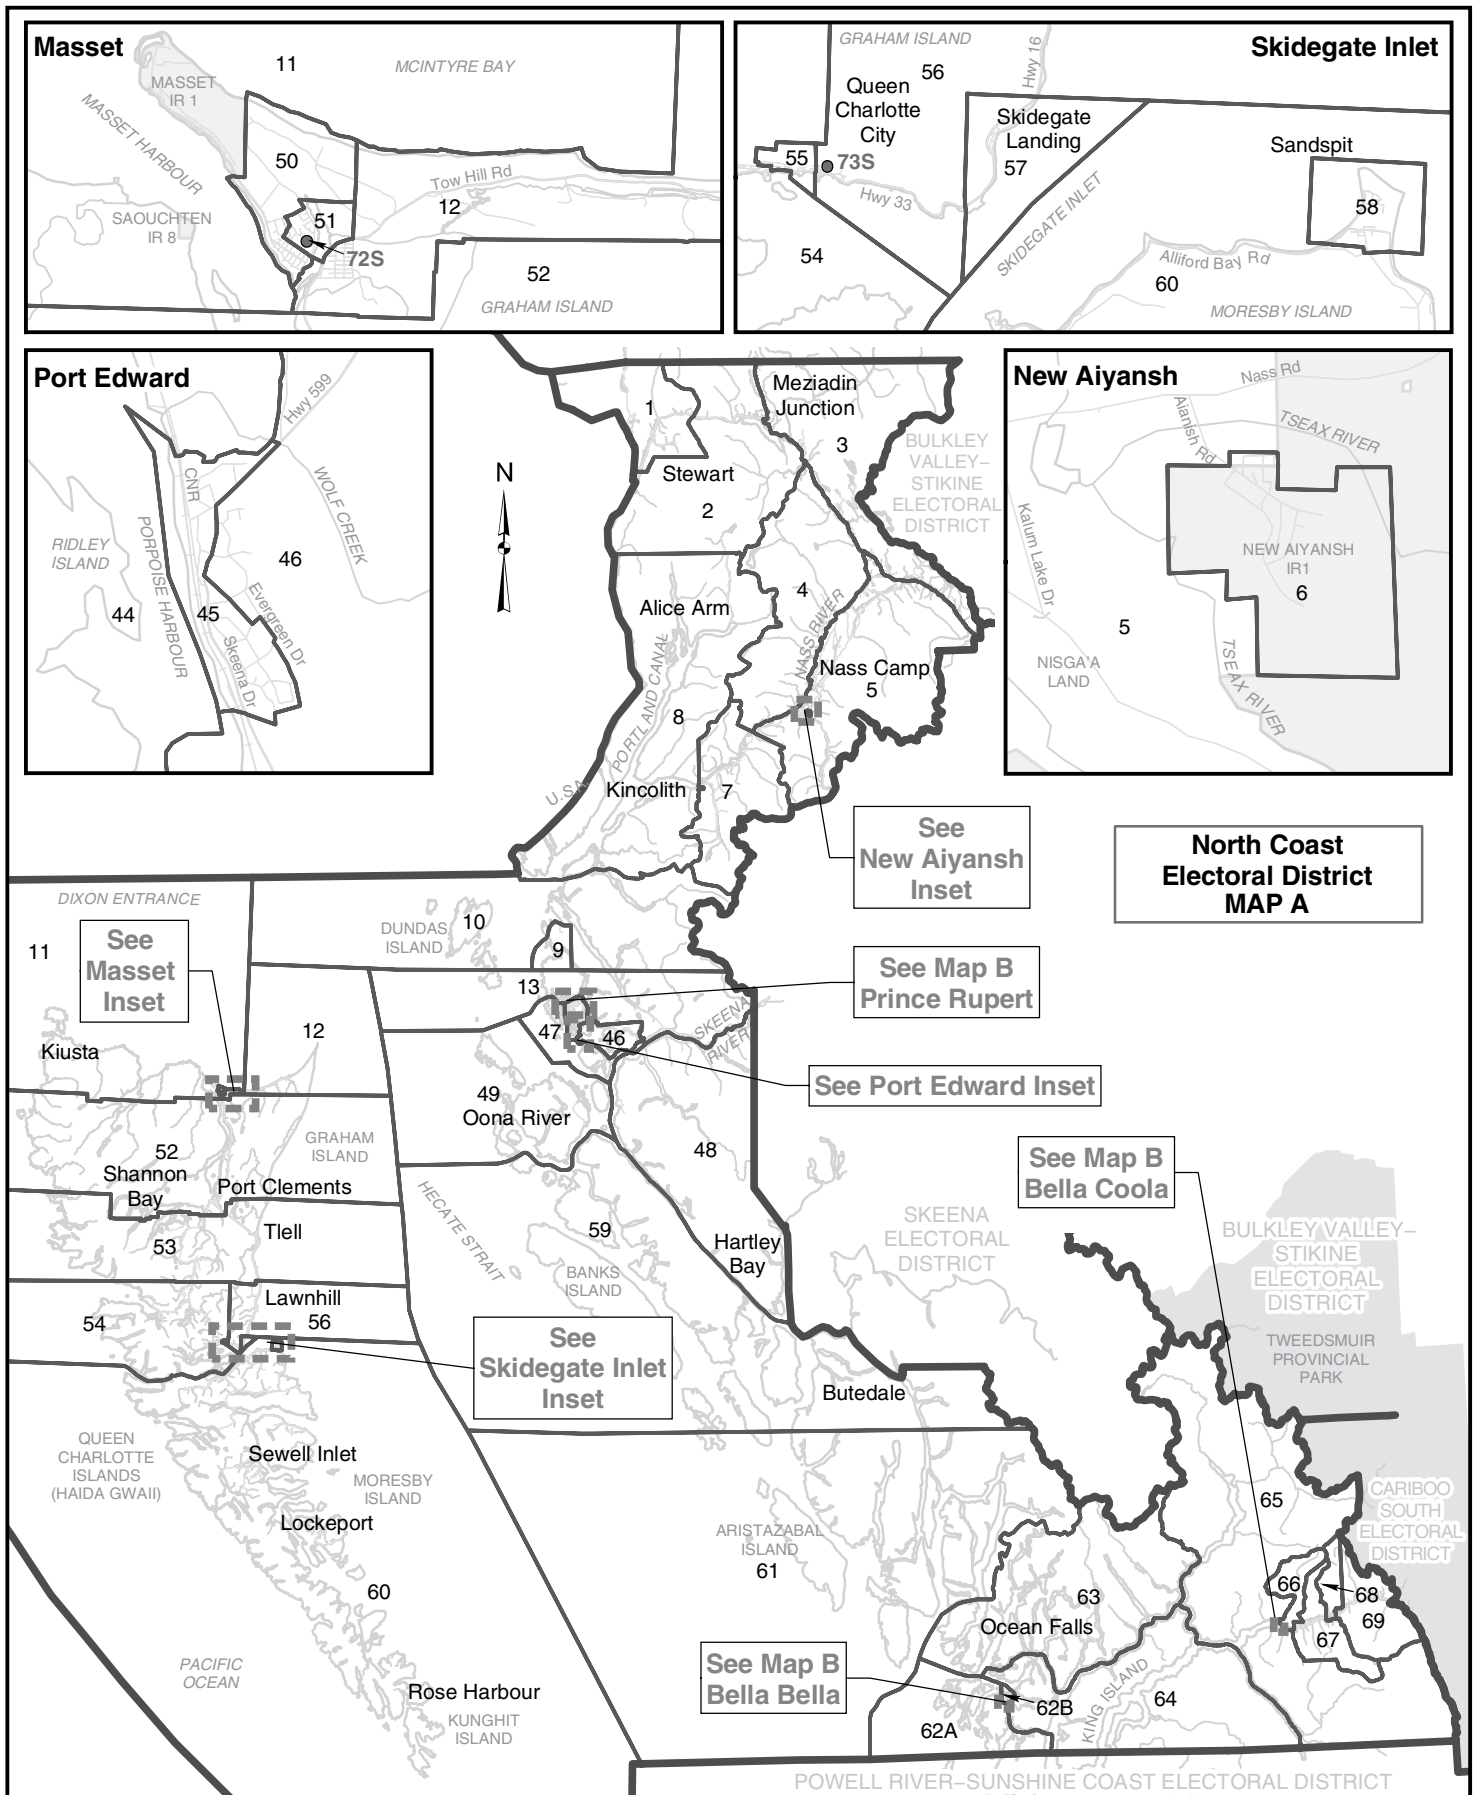 Masset
11
MCINTYRE BAY
MASSET
IR 1
MASSET HARBOUR
50
Tow Hill Rd
12
SAOUCHTEN
IR 8
51
72S
52
GRAHAM ISLAND
Skidegate Inlet
GRAHAM ISLAND
56
Hwy 16
Queen
Charlotte
City
Skidegate
Landing
57
Sandspit
55
73S
Hwy 33
58
54
SKIDEGATE INLET
Alliford Bay Rd
60
MORESBY ISLAND
Port Edward
Hwy 599
CNR
WOLF CREEK
RIDLEY
ISLAND
PORPOISE HARBOUR
46
44
45
Evergreen Dr
Skeena Dr
New Aiyansh
Nass Rd
Aianish Rd
TSEAX RIVER
Kalum Lake Dr
NEW AIYANSH
IR1
6
5
NISGA'A
LAND
TSEAX RIVER
N
1
Meziadin
Junction
3
BULKLEY
VALLEY–
STIKINE
ELECTORAL
DISTRICT
Stewart
2
4
Alice Arm
NASS RIVER
Nass Camp
5
PORTLAND CANAL
8
U.S.A
Kincolith
7
See
New Aiyansh
Inset
North Coast
Electoral District
MAP A
DIXON ENTRANCE
11
See
Masset
Inset
10
DUNDAS
ISLAND
9
See Map B
Prince Rupert
13
12
47
46
SKEENA
RIVER
Kiusta
See Port Edward Inset
49
Oona River
52
Shannon
Bay
GRAHAM
ISLAND
48
Port Clements
See Map B
Bella Coola
HECATE STRAIT
Tlell
53
59
Hartley
Bay
SKEENA
ELECTORAL
DISTRICT
BULKLEY VALLEY–
STIKINE
ELECTORAL
DISTRICT
BANKS
ISLAND
Lawnhill
56
54
See
Skidegate Inlet
Inset
TWEEDSMUIR
PROVINCIAL
PARK
Butedale
QUEEN
CHARLOTTE
ISLANDS
(HAIDA GWAII)
Sewell Inlet
MORESBY
ISLAND
Lockeport
65
CARIBOO
SOUTH
ELECTORAL
DISTRICT
ARISTAZABAL
ISLAND
61
60
63
Ocean Falls
66
68
69
67
PACIFIC
OCEAN
See Map B
Bella Bella
Rose Harbour
KUNGHIT
ISLAND
62B
62A
KING ISLAND
64
POWELL RIVER–SUNSHINE COAST ELECTORAL DISTRICT